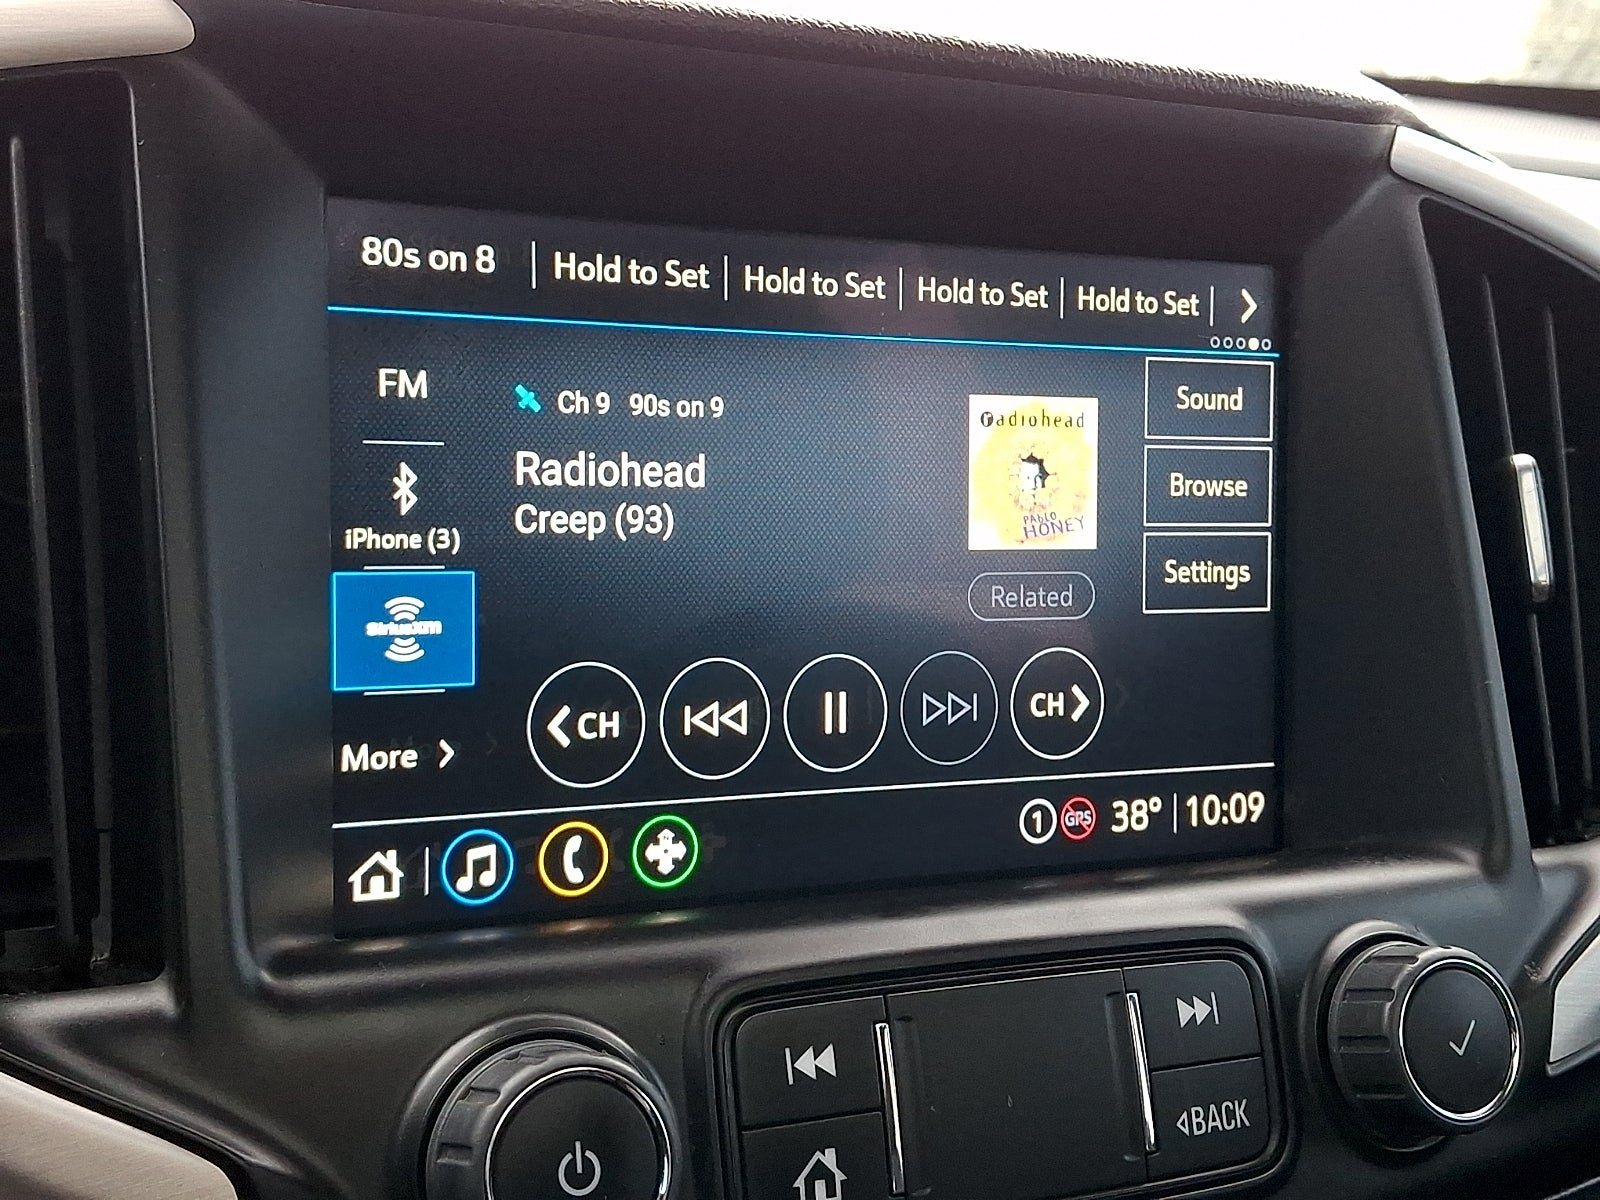 80s on 8 | Hold to Set | Hold to Set | Hold to Set | Hold to Set |
FM
Ch 9 90s on 9
Radiohead
Creep (93)
radiohead
PABLO
HONEY
Related
Sound
Browse
Settings
iPhone (3)
SiriusXM
More
CH
CH
1 GPS 38° | 10:09
N
BACK